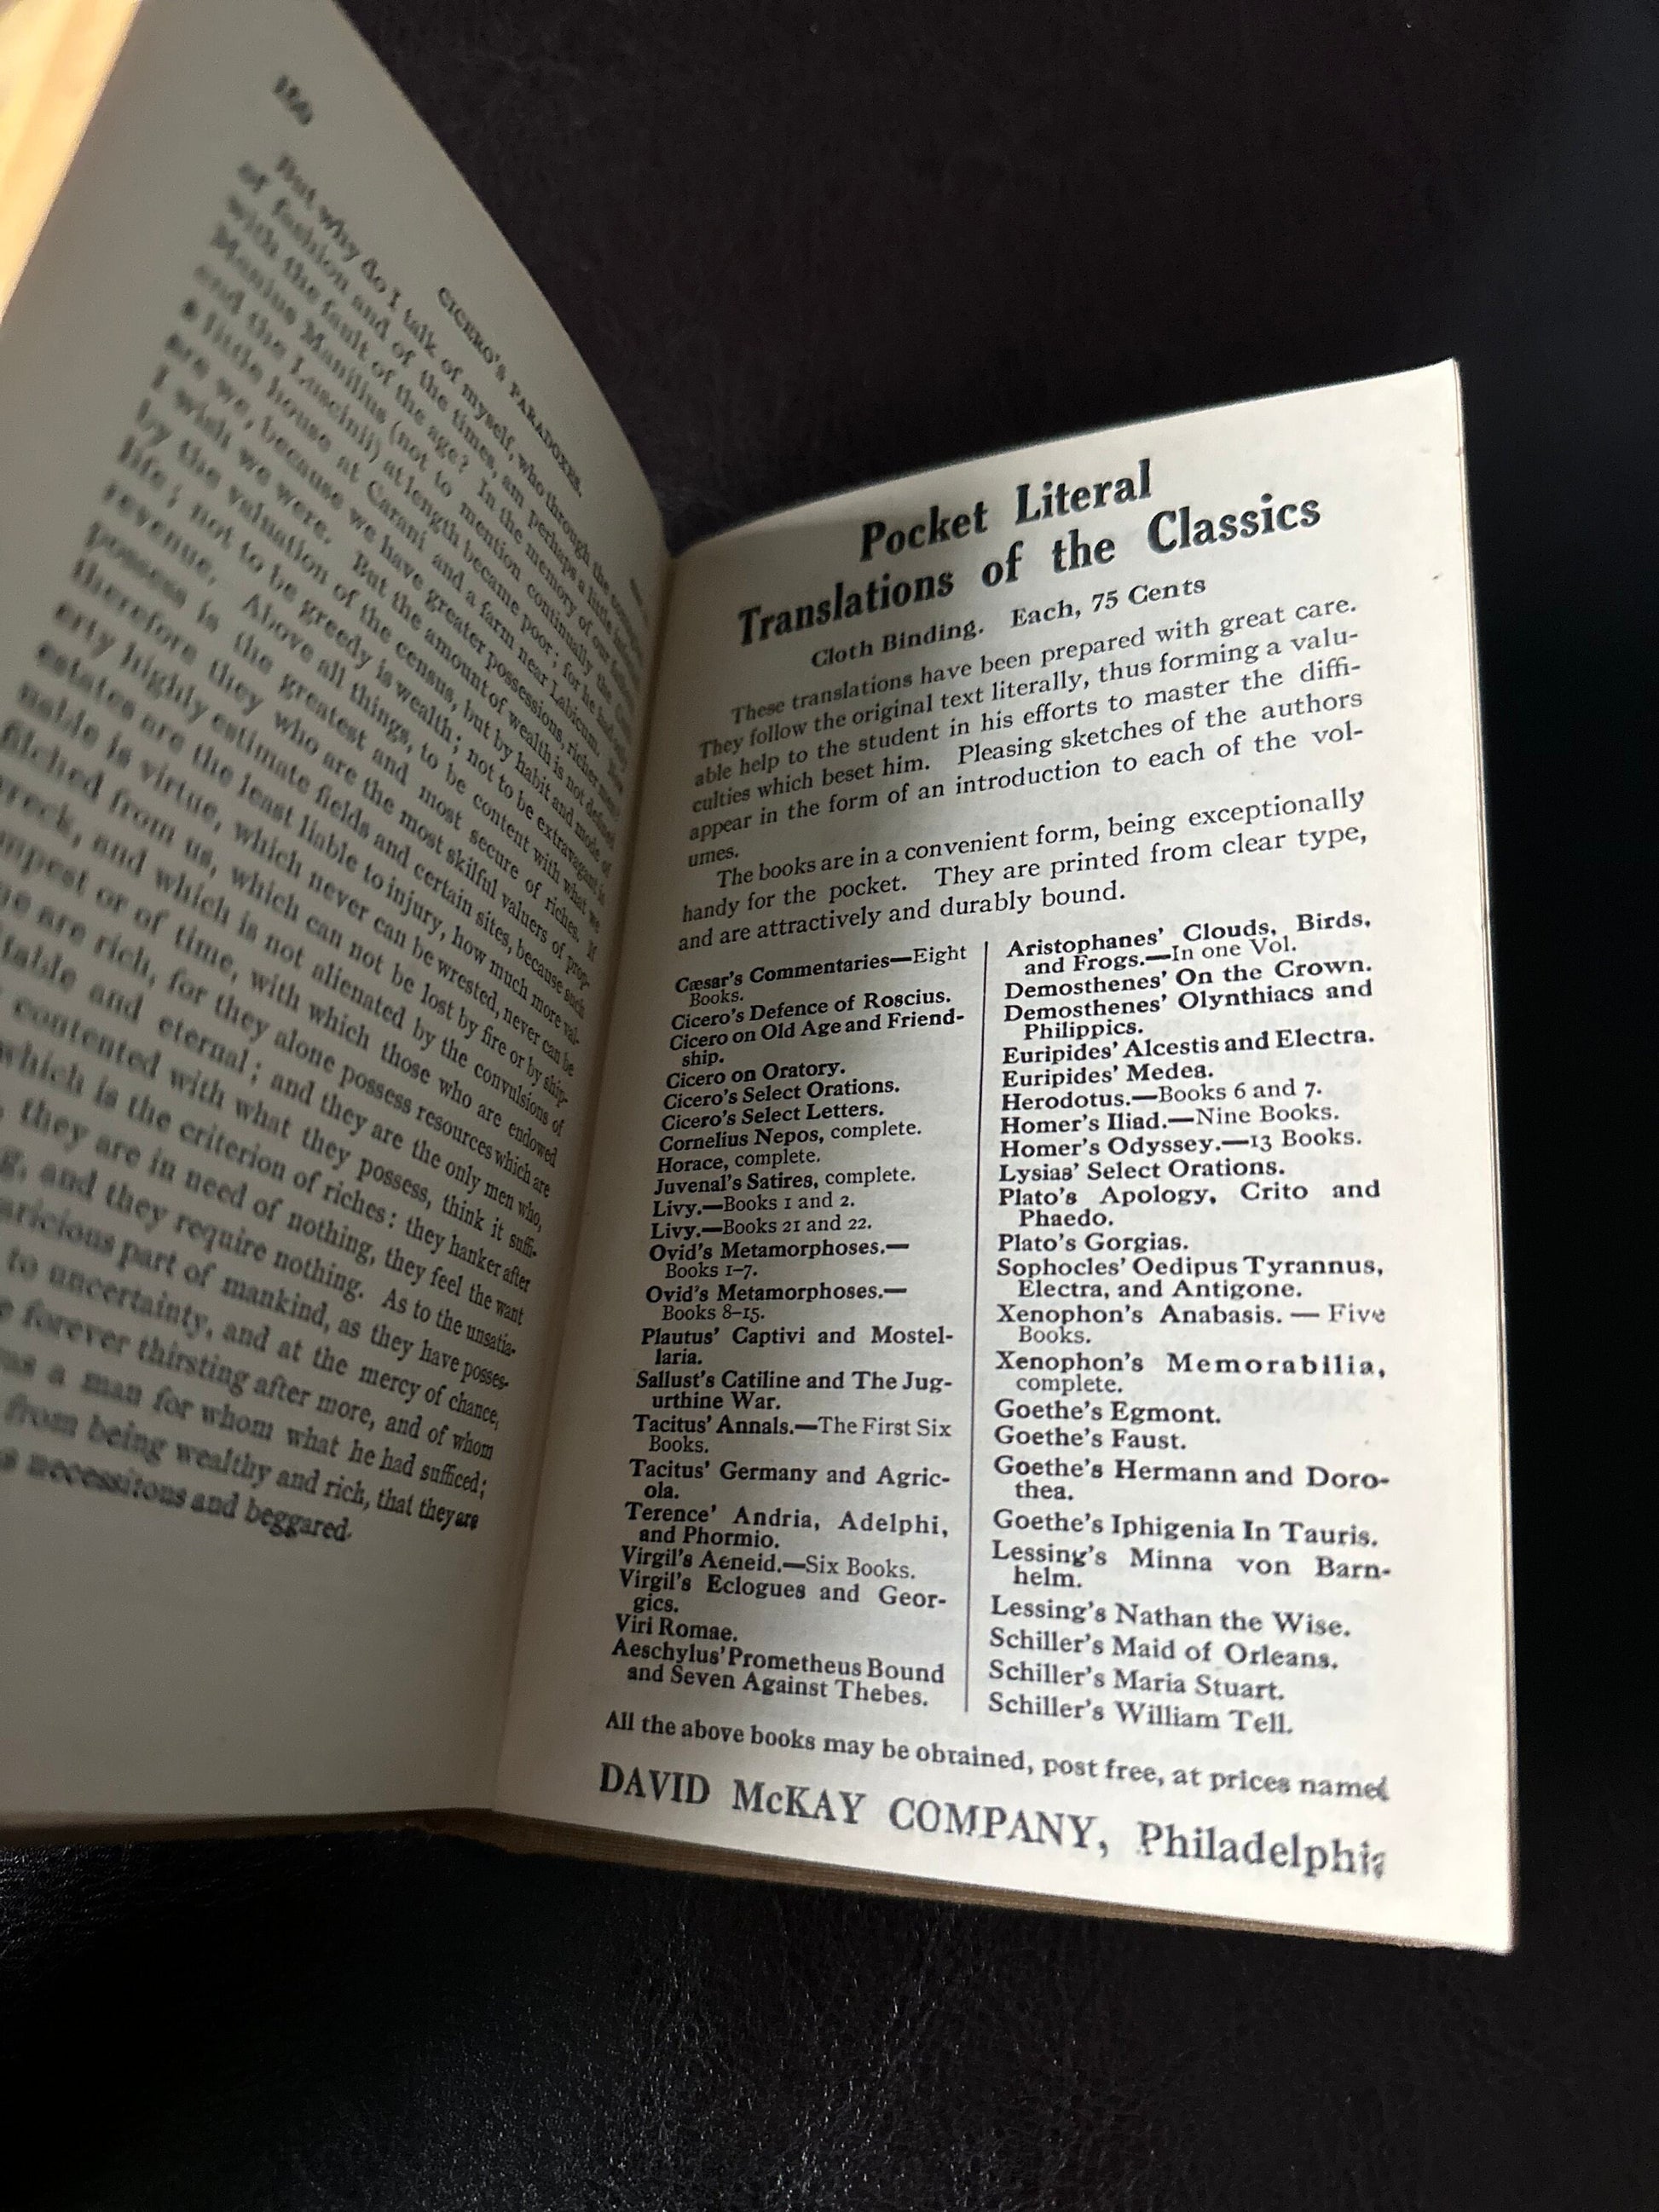 CICERO'S PARADOXES.
But why do I talk of myself, who through the
of fashion and of the times, am perhaps a little
with the fault of the age? In the memory of our fathers,
Manius Manilius (not to mention continually the
and the Luscinii) at length became poor; for he had only
a little house at Carani and a farm near Labicum.
are we, because we have greater possessions, richer men?
I wish we were. But the amount of wealth is not defined
by the valuation of the census, but by habit and mode of
life; not to be greedy is wealth; not to be extravagant is
revenue. Above all things, to be content with what we
possess is the greatest and most secure of riches. If
therefore they who are the most skilful valuers of prop-
erty highly estimate fields and certain sites, because such
estates are the least liable to injury, how much more val-
uable is virtue, which never can be wrested, never can be
filched from us, which can not be lost by fire or by ship-
reck, and which is not alienated by the convulsions of
mpest or of time, with which those who are endowed
ne are rich, for they alone possess resources which are
table and eternal; and they are the only men who,
contented with what they possess, think it suffi-
which is the criterion of riches: they hanker after
, they are in need of nothing, they feel the want
g, and they require nothing. As to the unsatia-
aricious part of mankind, as they have posses-
to uncertainty, and at the mercy of chance,
e forever thirsting after more, and of whom
as a man for whom what he had sufficed;
from being wealthy and rich, that they are
s necessitous and beggared.
Pocket Literal
Translations of the Classics
Cloth Binding. Each, 75 Cents
These translations have been prepared with great care.
They follow the original text literally, thus forming a valu-
able help to the student in his efforts to master the diffi-
culties which beset him. Pleasing sketches of the authors
appear in the form of an introduction to each of the vol-
umes.
The books are in a convenient form, being exceptionally
handy for the pocket. They are printed from clear type,
and are attractively and durably bound.
Cæsar's Commentaries—Eight
Books.
Cicero's Defence of Roscius.
Cicero on Old Age and Friend-
ship.
Cicero on Oratory.
Cicero's Select Orations.
Cicero's Select Letters.
Cornelius Nepos, complete.
Horace, complete.
Juvenal's Satires, complete.
Livy.—Books 1 and 2.
Livy.—Books 21 and 22.
Ovid's Metamorphoses.—
Books 1–7.
Ovid's Metamorphoses.—
Books 8–15.
Plautus' Captivi and Mostel-
laria.
Sallust's Catiline and The Jug-
urthine War.
Tacitus' Annals.—The First Six
Books.
Tacitus' Germany and Agric-
ola.
Terence' Andria, Adelphi,
and Phormio.
Virgil's Aeneid.—Six Books.
Virgil's Eclogues and Geor-
gics.
Viri Romae.
Aeschylus' Prometheus Bound
and Seven Against Thebes.
Aristophanes' Clouds, Birds,
and Frogs.—In one Vol.
Demosthenes' On the Crown.
Demosthenes' Olynthiacs and
Philippics.
Euripides' Alcestis and Electra.
Euripides' Medea.
Herodotus.—Books 6 and 7.
Homer's Iliad.—Nine Books.
Homer's Odyssey.—13 Books.
Lysias' Select Orations.
Plato's Apology, Crito and
Phaedo.
Plato's Gorgias.
Sophocles' Oedipus Tyrannus,
Electra, and Antigone.
Xenophon's Anabasis. — Five
Books.
Xenophon's Memorabilia,
complete.
Goethe's Egmont.
Goethe's Faust.
Goethe's Hermann and Doro-
thea.
Goethe's Iphigenia In Tauris.
Lessing's Minna von Barn-
helm.
Lessing's Nathan the Wise.
Schiller's Maid of Orleans.
Schiller's Maria Stuart.
Schiller's William Tell.
All the above books may be obtained, post free, at prices named
DAVID McKAY COMPANY, Philadelphia